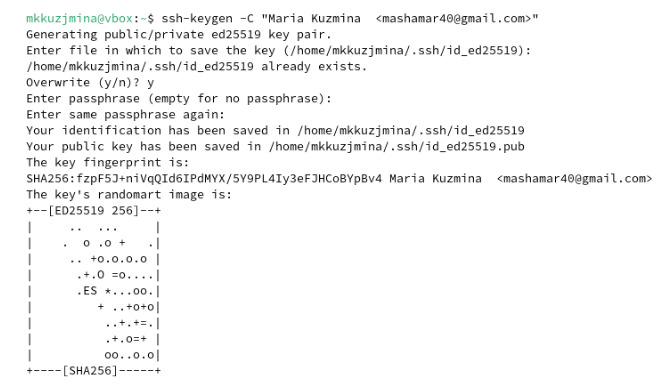 mkkuzjmina@vbox:~$ ssh-keygen -C "Maria Kuzmina  <mashamar40@gmail.com>"
Generating public/private ed25519 key pair.
Enter file in which to save the key (/home/mkkuzjmina/.ssh/id_ed25519):
/home/mkkuzjmina/.ssh/id_ed25519 already exists.
Overwrite (y/n)? y
Enter passphrase (empty for no passphrase):
Enter same passphrase again:
Your identification has been saved in /home/mkkuzjmina/.ssh/id_ed25519
Your public key has been saved in /home/mkkuzjmina/.ssh/id_ed25519.pub
The key fingerprint is:
SHA256:fzpF5J+niVqQId6IPdMYX/5Y9PL4Iy3eFJHCoBYpBv4 Maria Kuzmina  <mashamar40@gmail.com>
The key's randomart image is:
+--[ED25519 256]--+
|     ..  ...     |
|    .  o .o +   .|
|     .. +o.o.o.o |
|      .+.O =o....|
|      .ES *...oo.|
|         + ..+o+o|
|          ..+.+=.|
|          .+.o=+ |
|          oo..o.o|
+----[SHA256]-----+